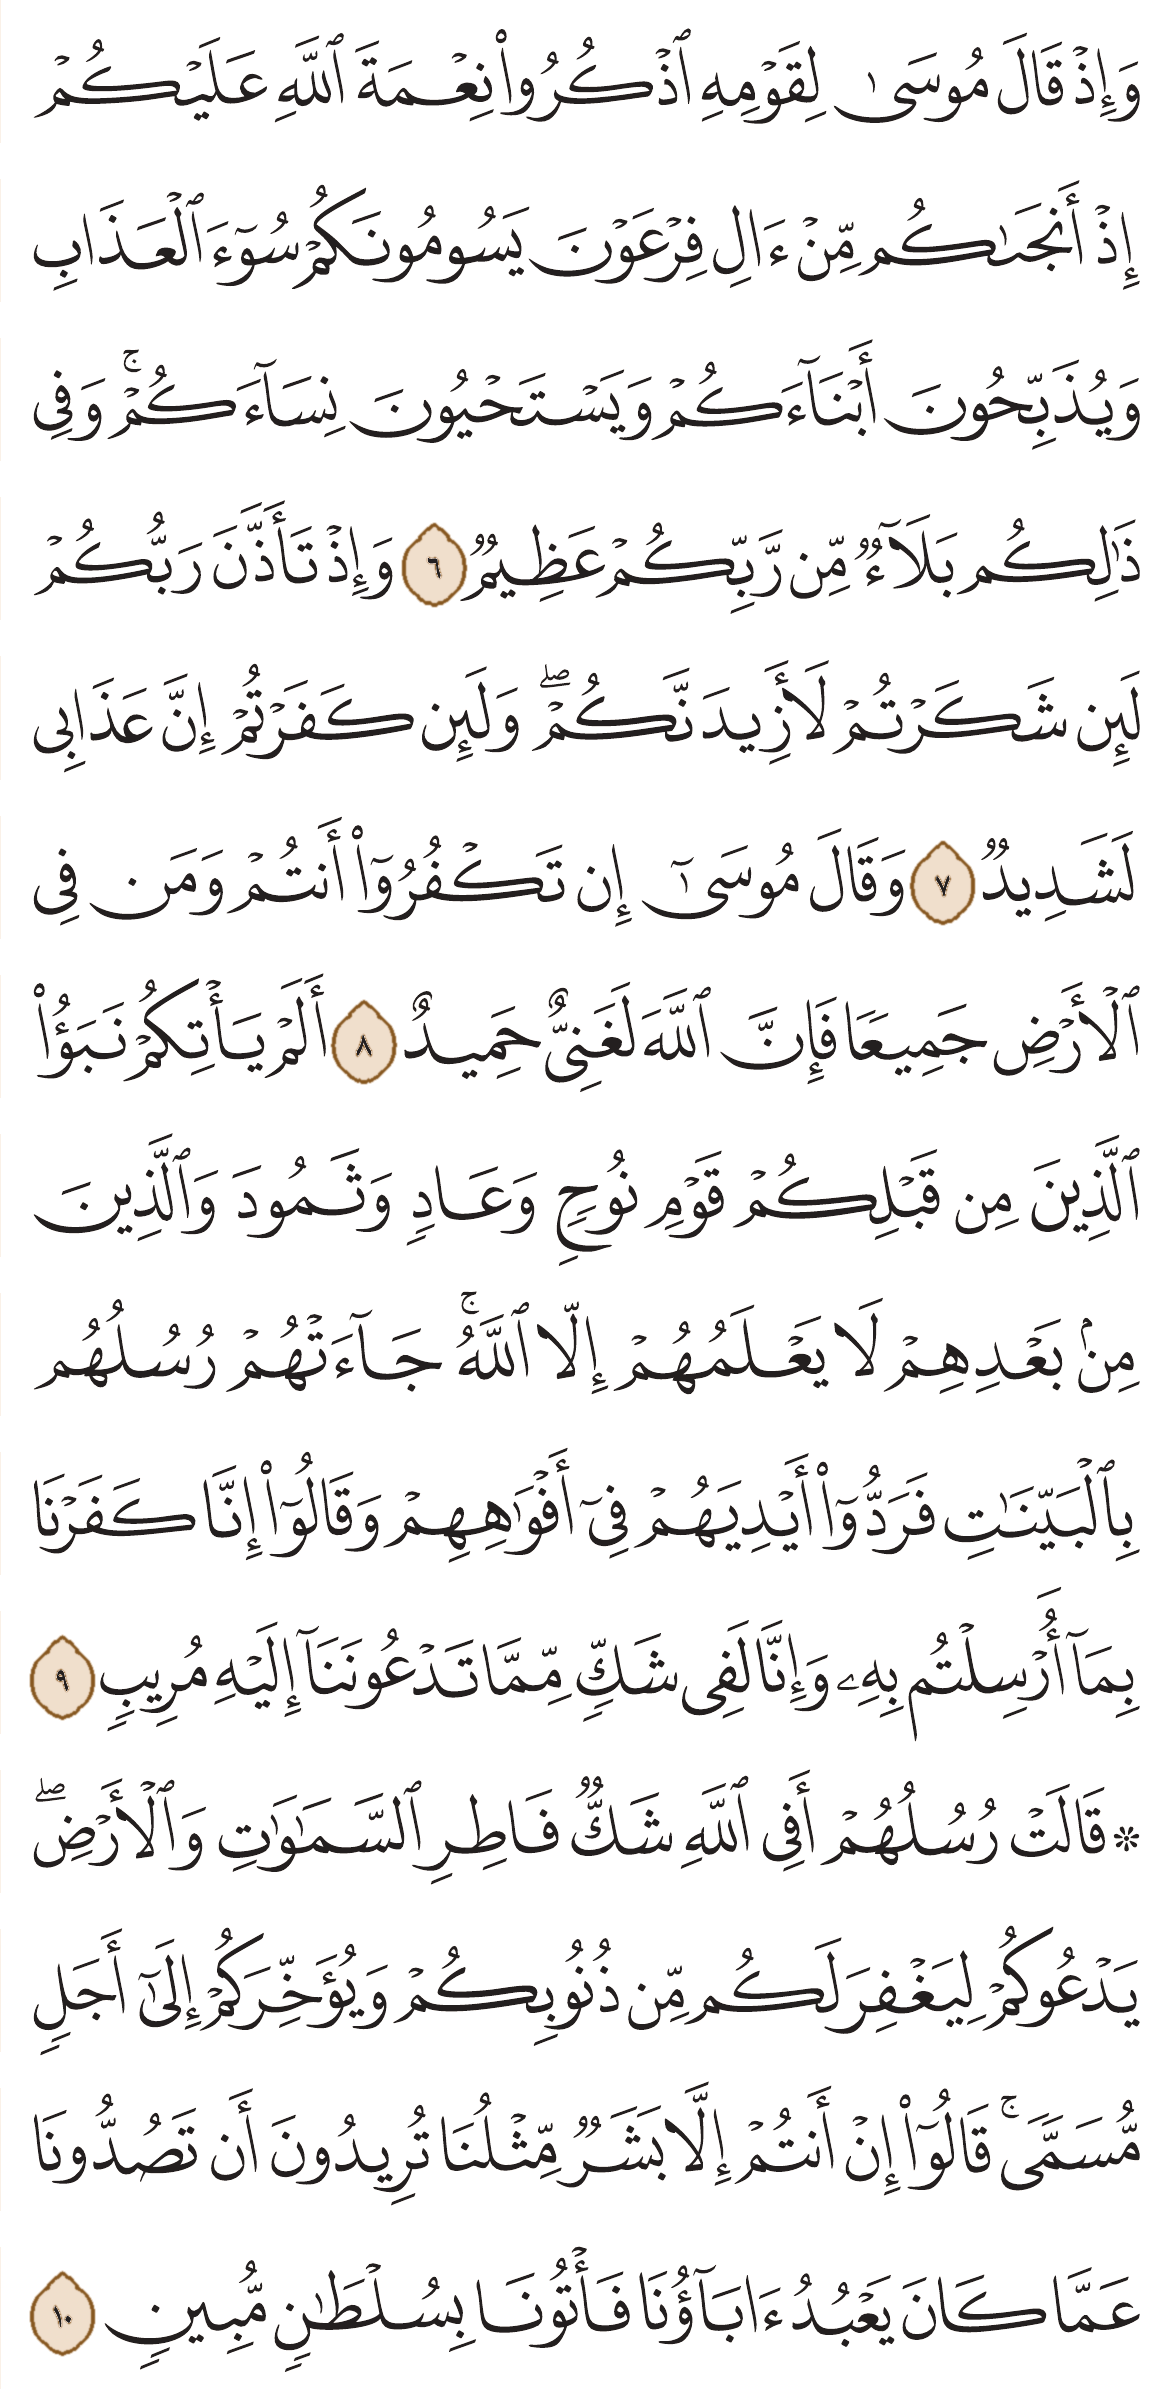 وَإِذۡ قَالَ مُوسَىٰ لِقَوۡمِهِ ٱذۡكُرُواْ نِعۡمَةَ ٱللَّهِ عَلَيۡكُمۡ
إِذۡ أَنجَىٰكُم مِّنۡ ءَالِ فِرۡعَوۡنَ يَسُومُونَكُمۡ سُوٓءَ ٱلۡعَذَابِ
وَيُذَبِّحُونَ أَبۡنَآءَكُمۡ وَيَسۡتَحۡيُونَ نِسَآءَكُمۡۚ وَفِي
ذَٰلِكُم بَلَآءٞ مِّن رَّبِّكُمۡ عَظِيمٞ ٦ وَإِذۡ تَأَذَّنَ رَبُّكُمۡ
لَئِن شَكَرۡتُمۡ لَأَزِيدَنَّكُمۡۖ وَلَئِن كَفَرۡتُمۡ إِنَّ عَذَابِي
لَشَدِيدٞ ٧ وَقَالَ مُوسَىٰٓ إِن تَكۡفُرُوٓاْ أَنتُمۡ وَمَن فِي
ٱلۡأَرۡضِ جَمِيعٗا فَإِنَّ ٱللَّهَ لَغَنِيٌّ حَمِيدٌ ٨ أَلَمۡ يَأۡتِكُمۡ نَبَؤُاْ
ٱلَّذِينَ مِن قَبۡلِكُمۡ قَوۡمِ نُوحٖ وَعَادٖ وَثَمُودَ وَٱلَّذِينَ
مِنۢ بَعۡدِهِمۡ لَا يَعۡلَمُهُمۡ إِلَّا ٱللَّهُۚ جَآءَتۡهُمۡ رُسُلُهُم
بِٱلۡبَيِّنَٰتِ فَرَدُّوٓاْ أَيۡدِيَهُمۡ فِيٓ أَفۡوَٰهِهِمۡ وَقَالُوٓاْ إِنَّا كَفَرۡنَا
بِمَآ أُرۡسِلۡتُم بِهِۦ وَإِنَّا لَفِي شَكّٖ مِّمَّا تَدۡعُونَنَآ إِلَيۡهِ مُرِيبٖ ٩
۞ قَالَتۡ رُسُلُهُمۡ أَفِي ٱللَّهِ شَكّٞ فَاطِرِ ٱلسَّمَٰوَٰتِ وَٱلۡأَرۡضِۖ
يَدۡعُوكُمۡ لِيَغۡفِرَ لَكُم مِّن ذُنُوبِكُمۡ وَيُؤَخِّرَكُمۡ إِلَىٰٓ أَجَلٖ
مُّسَمّٗىۚ قَالُوٓاْ إِنۡ أَنتُمۡ إِلَّا بَشَرٞ مِّثۡلُنَا تُرِيدُونَ أَن تَصُدُّونَا
عَمَّا كَانَ يَعۡبُدُ ءَابَآؤُنَا فَأۡتُونَا بِسُلۡطَٰنٖ مُّبِينٖ ١٠